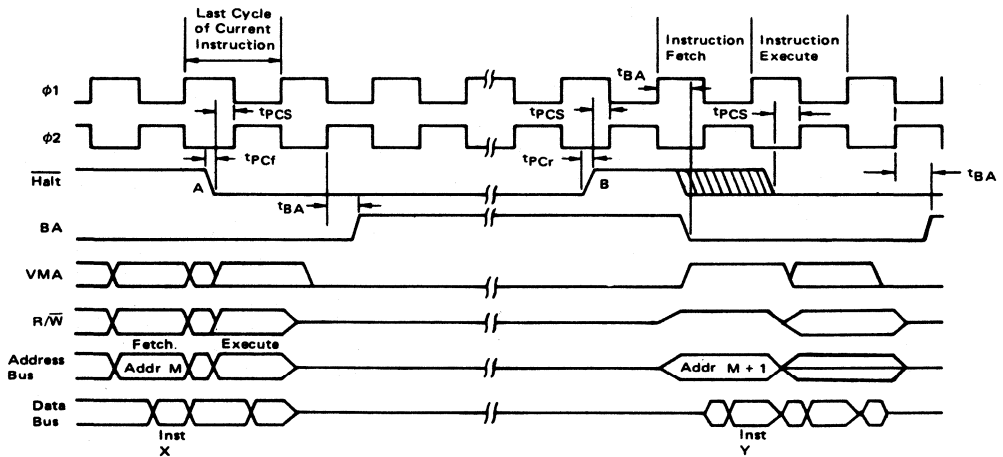 Last Cycle
of Current
Instruction
Instruction
Fetch
Instruction
Execute
tBA
ϕ1
tPCS
tPCS
tPCS
ϕ2
tPCf
tPCr
Halt
A
B
tBA
tBA
BA
VMA
R/W
Fetch.
Execute
Address
Bus
Addr M
Addr M + 1
Data
Bus
Inst
X
Inst
Y